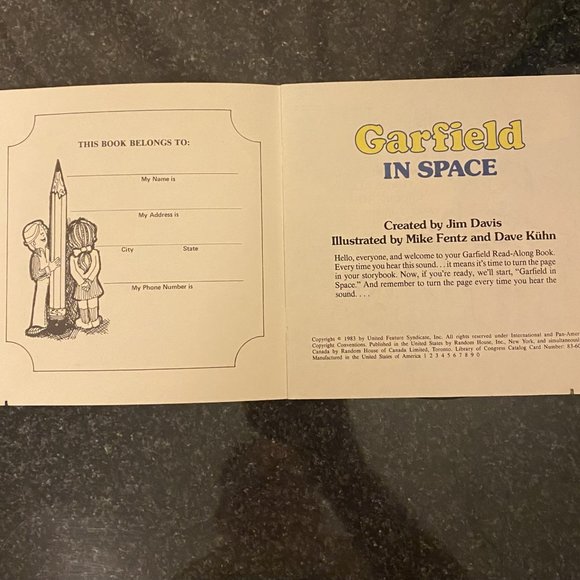 THIS BOOK BELONGS TO:
My Name is
My Address is
City State
My Phone Number is
Garfield
IN SPACE
Created by Jim Davis
Illustrated by Mike Fentz and Dave Kühn
Hello, everyone, and welcome to your Garfield Read-Along Book.
Every time you hear this sound. . .it means it's time to turn the page
in your storybook. Now, if you're ready, we'll start, "Garfield in
Space." And remember to turn the page every time you hear the
sound. . . .
Copyright © 1983 by United Feature Syndicate, Inc. All rights reserved under International and Pan-Amer
Copyright Conventions. Published in the United States by Random House, Inc., New York, and simultaneousl
Canada by Random House of Canada Limited, Toronto. Library of Congress Catalog Card Number: 83-60
Manufactured in the United States of America 1 2 3 4 5 6 7 8 9 0